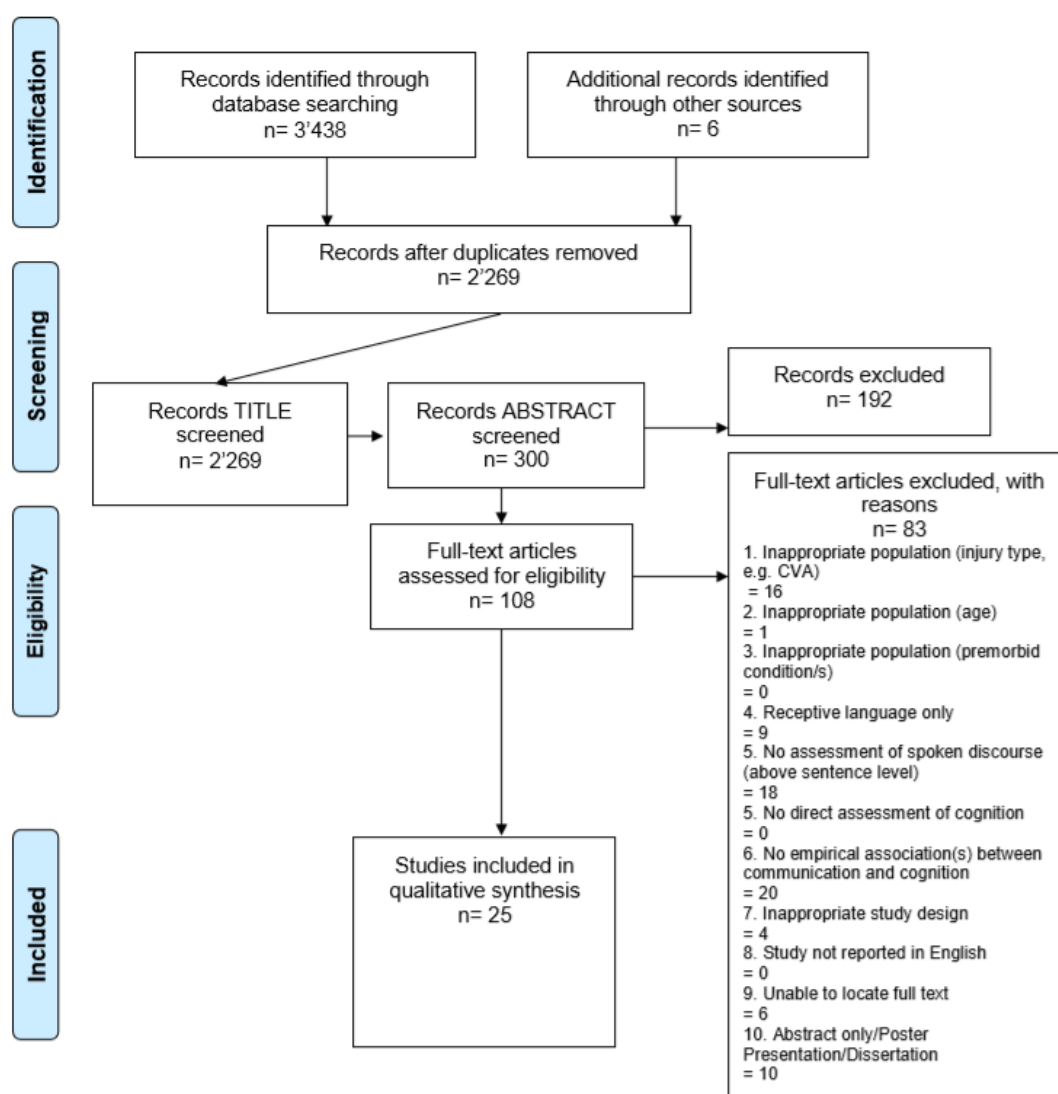 Identification
Records identified through
database searching
n= 3'438
Additional records identified
through other sources
n= 6
Records after duplicates removed
n= 2'269
Screening
Records TITLE
screened
n= 2'269
Records ABSTRACT
screened
n= 300
Records excluded
n= 192
Eligibility
Full-text articles
assessed for eligibility
n= 108
Full-text articles excluded, with
reasons
n= 83
1. Inappropriate population (injury type,
e.g. CVA)
= 16
2. Inappropriate population (age)
= 1
3. Inappropriate population (premorbid
condition/s)
= 0
4. Receptive language only
= 9
5. No assessment of spoken discourse
(above sentence level)
= 18
5. No direct assessment of cognition
= 0
6. No empirical association(s) between
communication and cognition
= 20
7. Inappropriate study design
= 4
8. Study not reported in English
= 0
9. Unable to locate full text
= 6
10. Abstract only/Poster
Presentation/Dissertation
= 10
Included
Studies included in
qualitative synthesis
n= 25